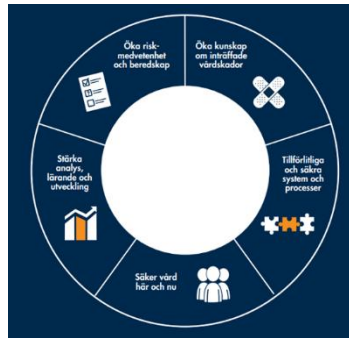 Öka risk-
medvetenhet
och beredskap
Öka kunskap
om inträffade
vårdskador
Tillförlitliga
och säkra
system och
processer
Säker vård
här och nu
Stärka
analys,
lärande och
utveckling